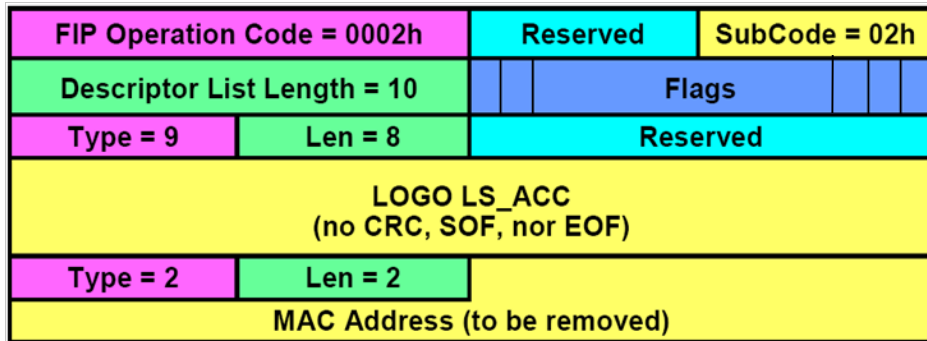 FIP Operation Code = 0002h Reserved SubCode = 02h
Descriptor List Length = 10 Flags
Type = 9 Len = 8 Reserved
LOGO LS_ACC
(no CRC, SOF, nor EOF)
Type = 2 Len = 2
MAC Address (to be removed)